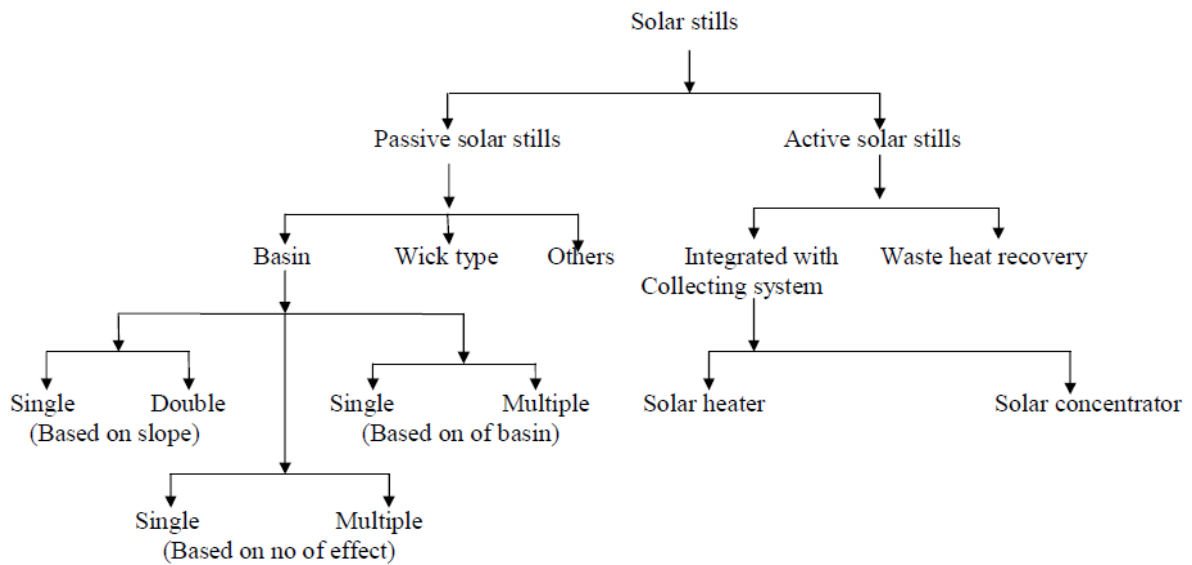 Solar stills
Passive solar stills
Active solar stills
Basin
Wick type
Others
Integrated with
Collecting system
Waste heat recovery
Single
Double
(Based on slope)
Single
Multiple
(Based on of basin)
Solar heater
Solar concentrator
Single
Multiple
(Based on no of effect)